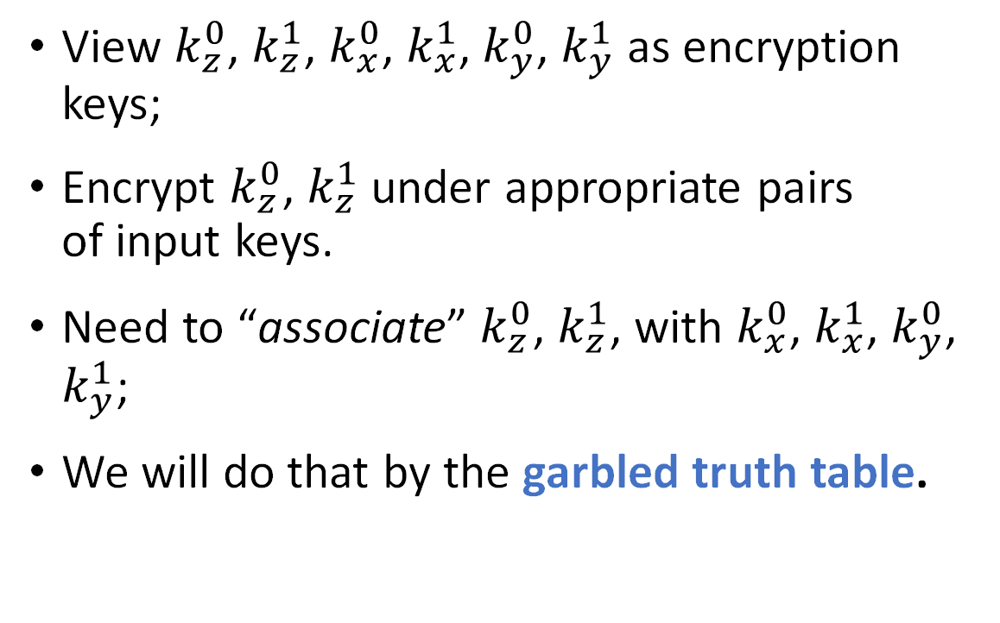 • View $k_z^0$, $k_z^1$, $k_x^0$, $k_x^1$, $k_y^0$, $k_y^1$ as encryption
keys;
• Encrypt $k_z^0$, $k_z^1$ under appropriate pairs
of input keys.
• Need to “associate” $k_z^0$, $k_z^1$, with $k_x^0$, $k_x^1$, $k_y^0$,
$k_y^1$;
• We will do that by the garbled truth table.